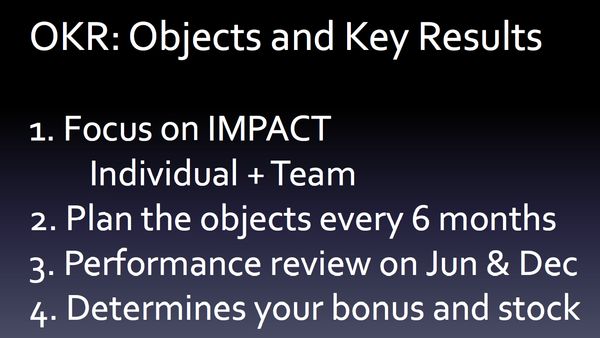 OKR: Objects and Key Results
1. Focus on IMPACT
Individual + Team
2. Plan the objects every 6 months
3. Performance review on Jun & Dec
4. Determines your bonus and stock